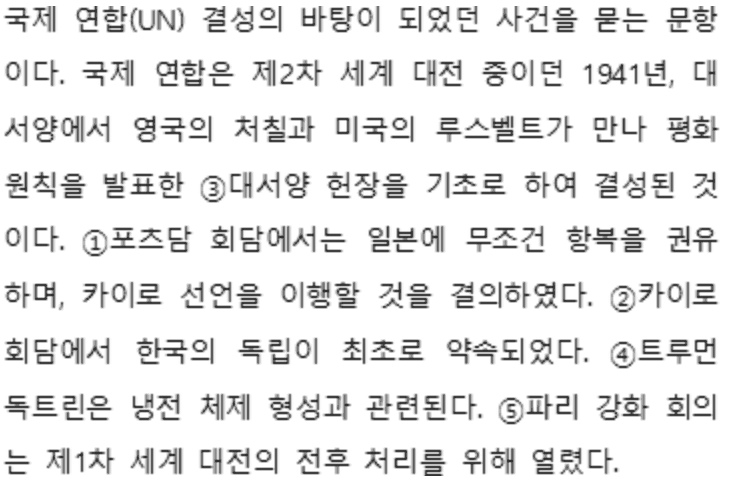 국제 연합(UN) 결성의 바탕이 되었던 사건을 묻는 문항
이다. 국제 연합은 제2차 세계 대전 중이던 1941년, 대
서양에서 영국의 처칠과 미국의 루스벨트가 만나 평화
원칙을 발표한 ③대서양 헌장을 기초로 하여 결성된 것
이다. ①포츠담 회담에서는 일본에 무조건 항복을 권유
하며, 카이로 선언을 이행할 것을 결의하였다. ②카이로
회담에서 한국의 독립이 최초로 약속되었다. ④트루먼
독트린은 냉전 체제 형성과 관련된다. ⑤파리 강화 회의
는 제1차 세계 대전의 전후 처리를 위해 열렸다.